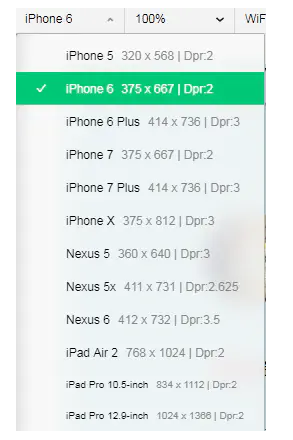 iPhone 6 100% WiF
iPhone 5 320 x 568 | Dpr:2
iPhone 6 375 x 667 | Dpr:2
iPhone 6 Plus 414 x 736 | Dpr:3
iPhone 7 375 x 667 | Dpr:2
iPhone 7 Plus 414 x 736 | Dpr:3
iPhone X 375 x 812 | Dpr:3
Nexus 5 360 x 640 | Dpr:3
Nexus 5x 411 x 731 | Dpr:2.625
Nexus 6 412 x 732 | Dpr:3.5
iPad Air 2 768 x 1024 | Dpr:2
iPad Pro 10.5-inch 834 x 1112 | Dpr:2
iPad Pro 12.9-inch 1024 x 1366 | Dpr:2